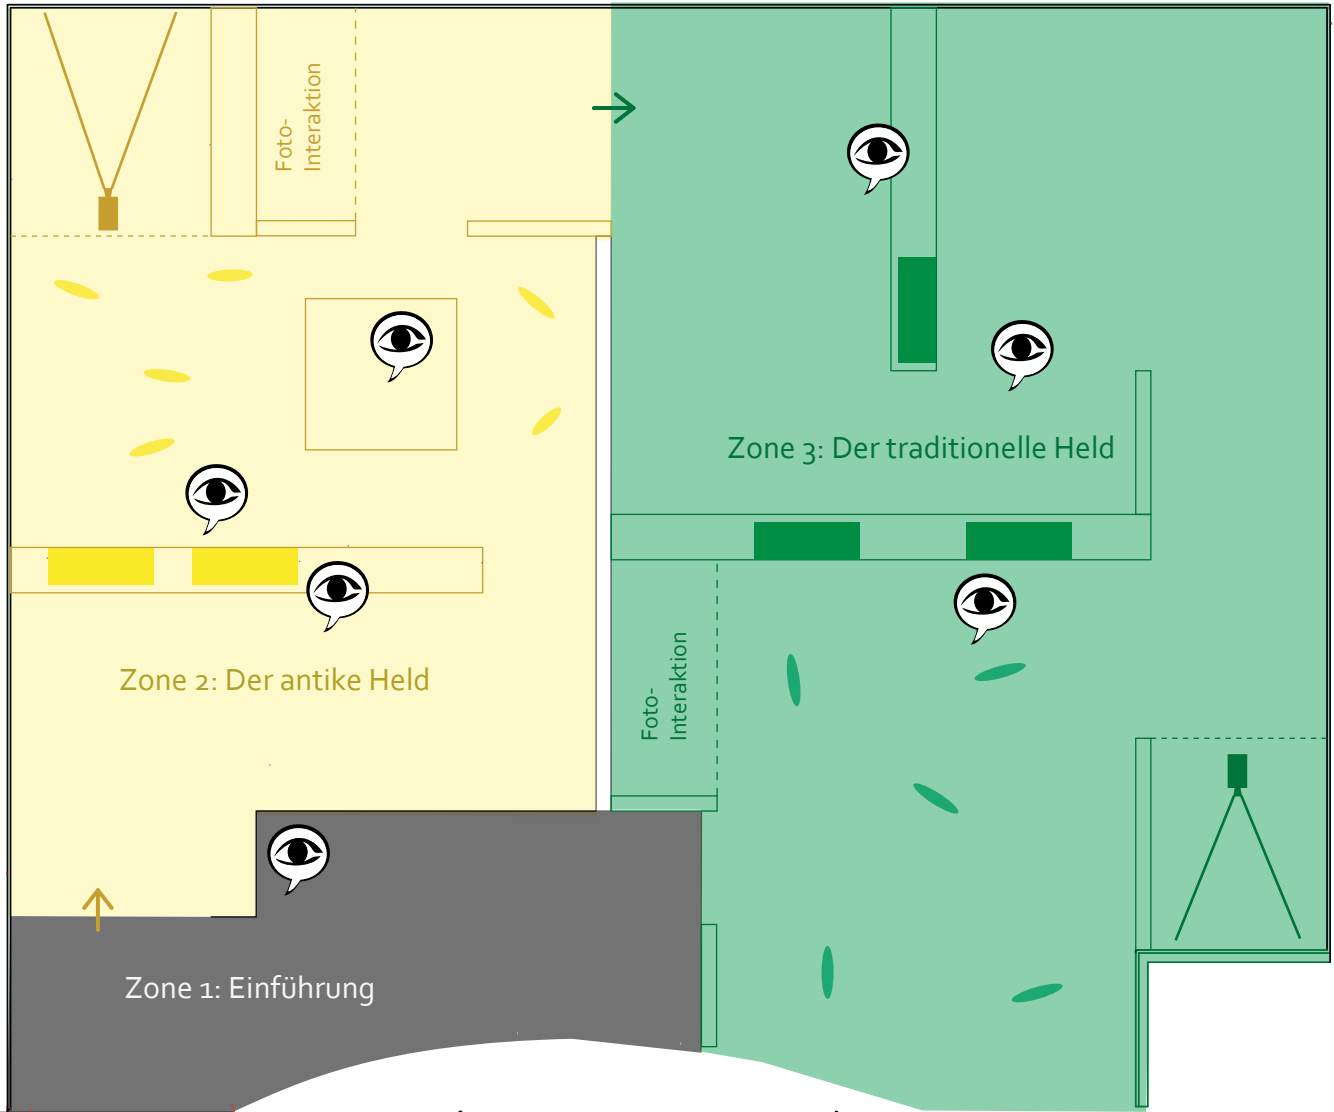 Foto-
Interaktion
Zone 3: Der traditionelle Held
Foto-
Interaktion
Zone 2: Der antike Held
Zone 1: Einführung